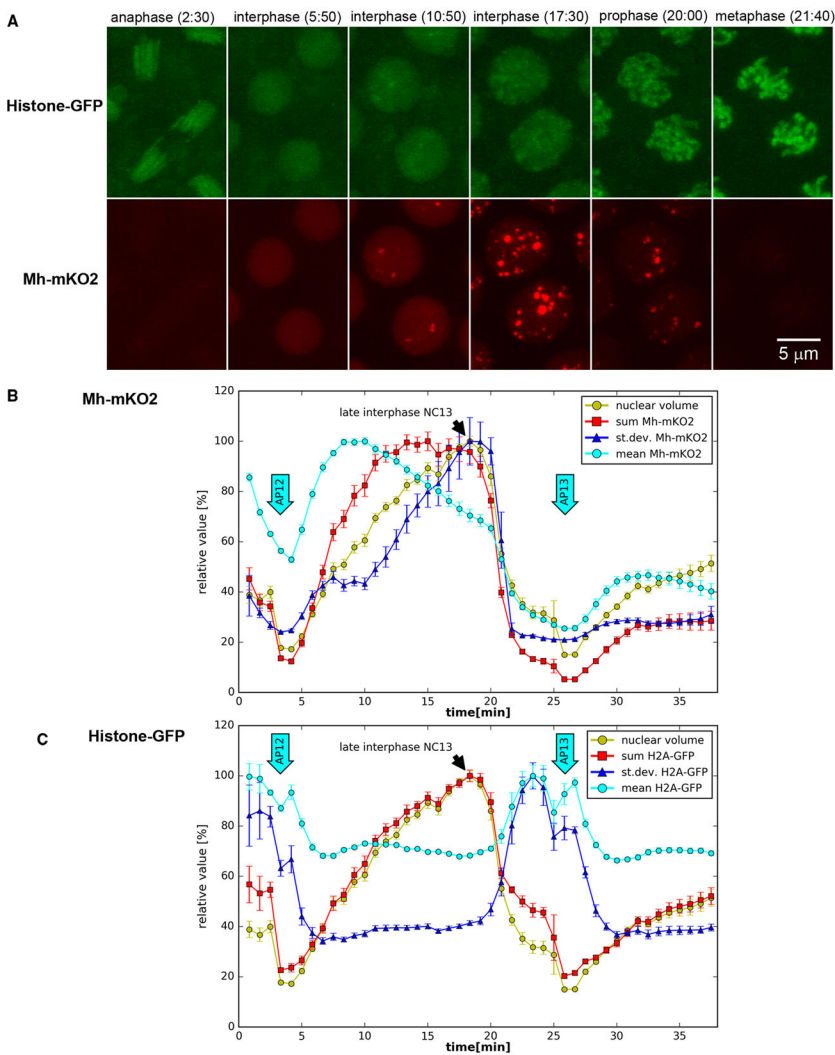 A
anaphase (2:30) interphase (5:50) interphase (10:50) interphase (17:30) prophase (20:00) metaphase (21:40)
Histone-GFP
Mh-mKO2
5 μm
B Mh-mKO2
120
100
80
60
40
20
0
relative value [%]
late interphase NC13
AP12
AP13
nuclear volume
sum Mh-mKO2
st.dev. Mh-mKO2
mean Mh-mKO2
0 5 10 15 20 25 30 35
time[min]
C Histone-GFP
120
100
80
60
40
20
0
relative value [%]
late interphase NC13
AP12
AP13
nuclear volume
sum H2A-GFP
st.dev. H2A-GFP
mean H2A-GFP
0 5 10 15 20 25 30 35
time[min]